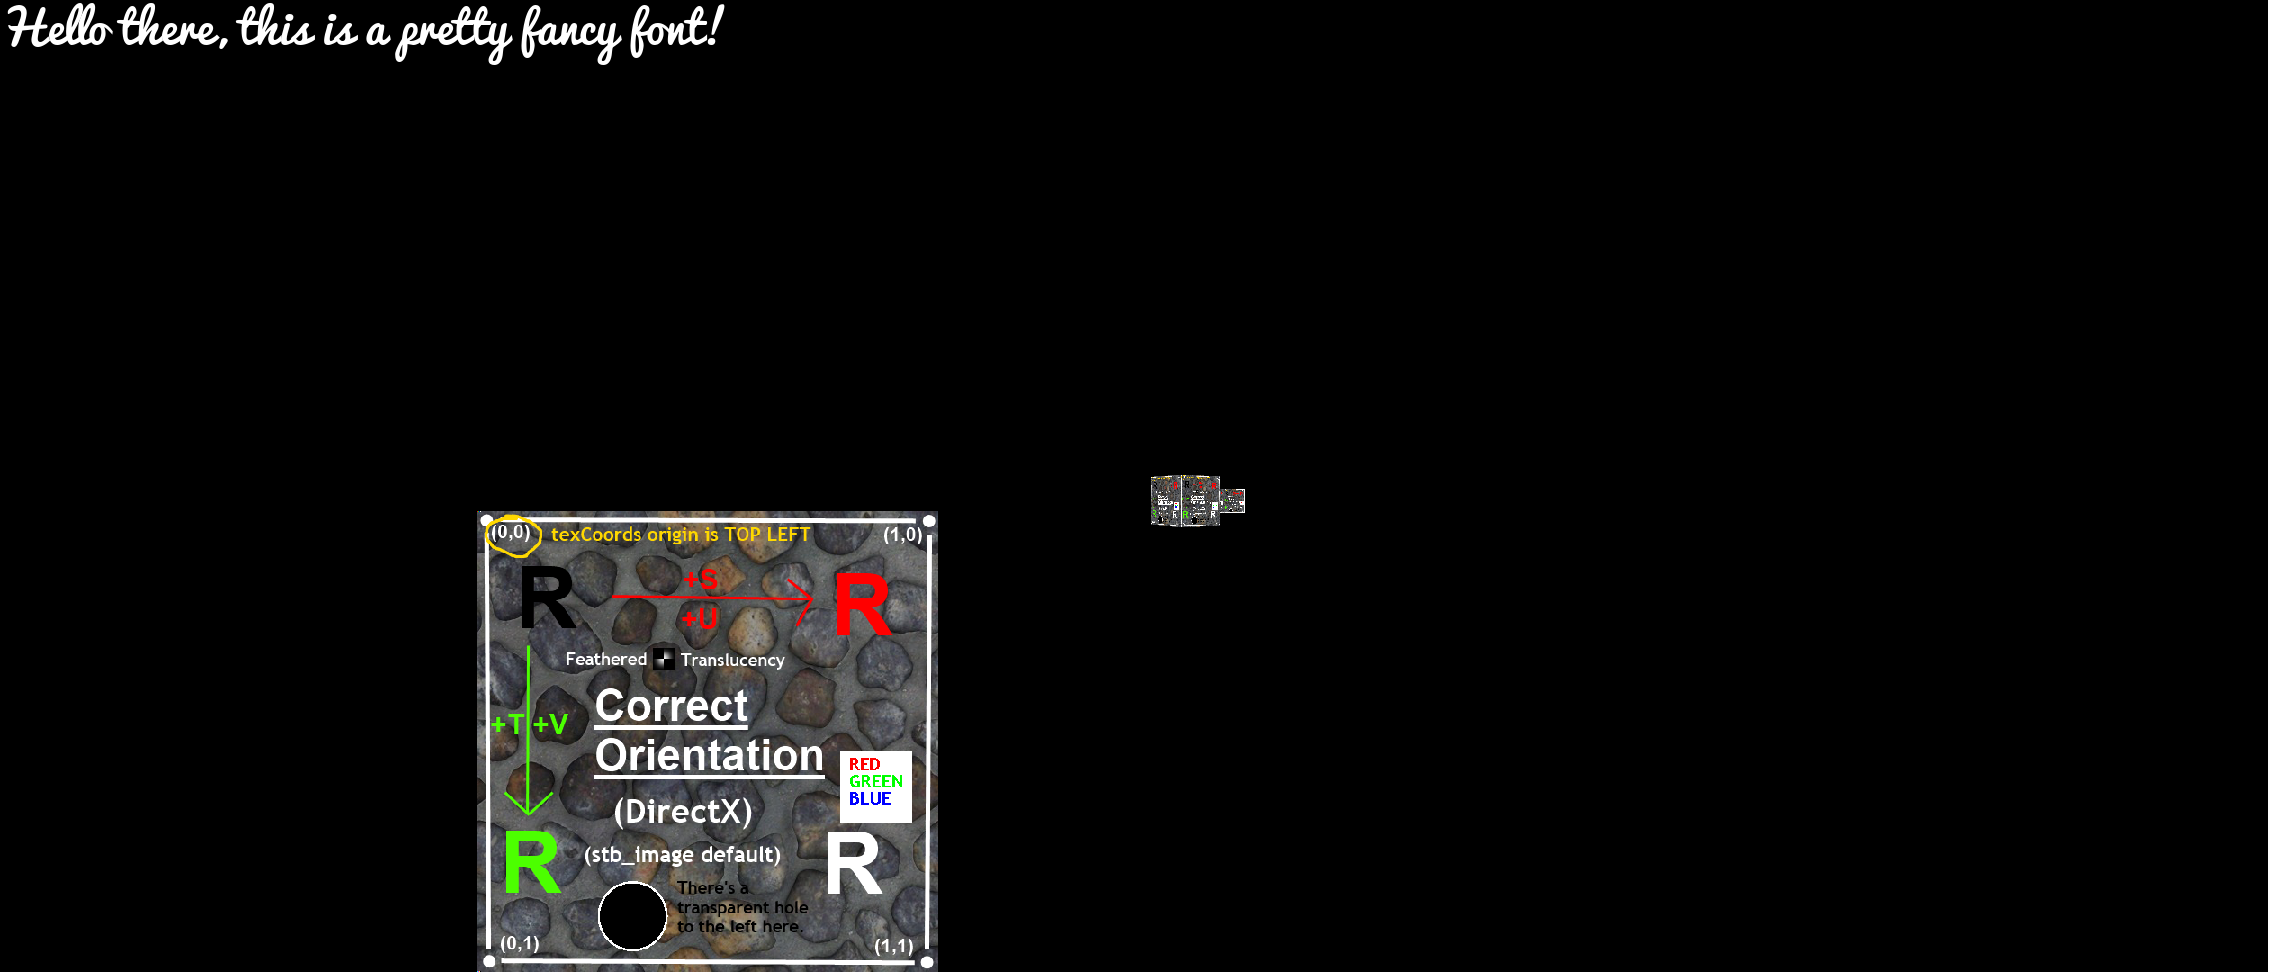 Hello there, this is a pretty fancy font!
(0,0) texCoords origin is TOP LEFT (1,0)
R +S R
+U
Feathered Translucency
Correct
+T +V
Orientation
RED
GREEN
BLUE
(DirectX)
R (stb_image default) R
There's a
transparent hole
to the left here.
(0,1) (1,1)